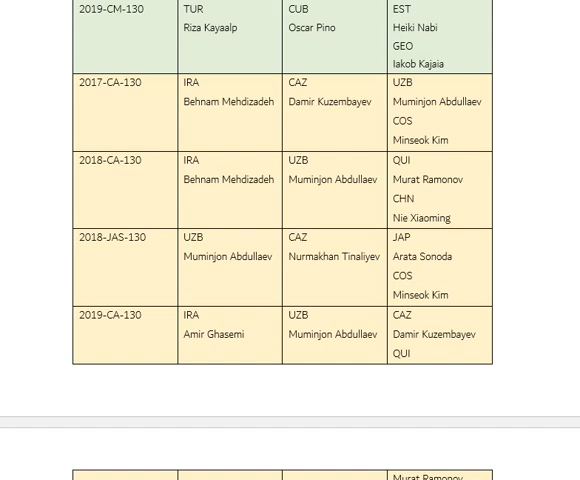 2019-CM-130 TUR CUB EST
Riza Kayaalp Oscar Pino Heiki Nabi
GEO
Iakob Kajaia
2017-CA-130 IRA CAZ UZB
Behnam Mehdizadeh Damir Kuzembayev Muminjon Abdullaev
COS
Minseok Kim
2018-CA-130 IRA UZB QUI
Behnam Mehdizadeh Muminjon Abdullaev Murat Ramonov
CHN
Nie Xiaoming
2018-JAS-130 UZB CAZ JAP
Muminjon Abdullaev Nurmakhan Tinaliyev Arata Sonoda
COS
Minseok Kim
2019-CA-130 IRA UZB CAZ
Amir Ghasemi Muminjon Abdullaev Damir Kuzembayev
QUI
Murat Ramonov